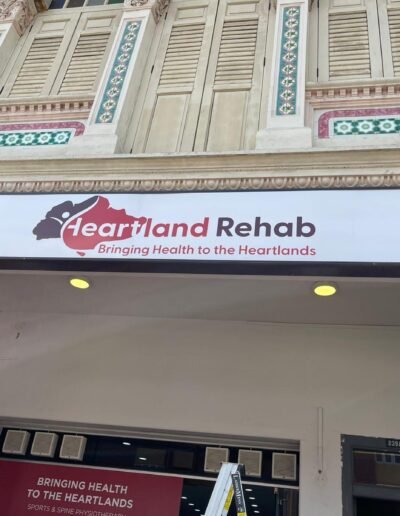 Heartland Rehab
Bringing Health to the Heartlands
BRINGING HEALTH
TO THE HEARTLANDS
SPORTS & SPINE PHYSIOTHERAPY